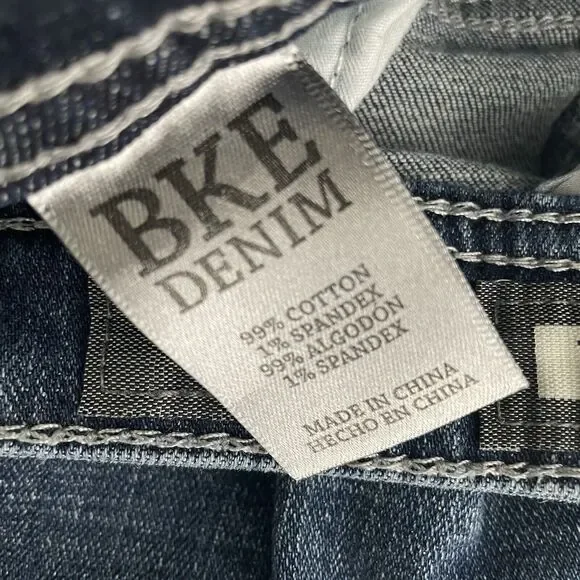 BKE
DENIM
99% COTTON
1% SPANDEX
99% ALGODON
1% SPANDEX
MADE IN CHINA
HECHO EN CHINA